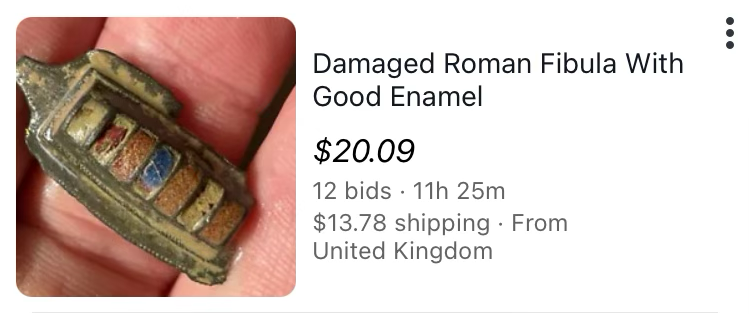 Damaged Roman Fibula With
Good Enamel
$20.09
12 bids · 11h 25m
$13.78 shipping · From
United Kingdom